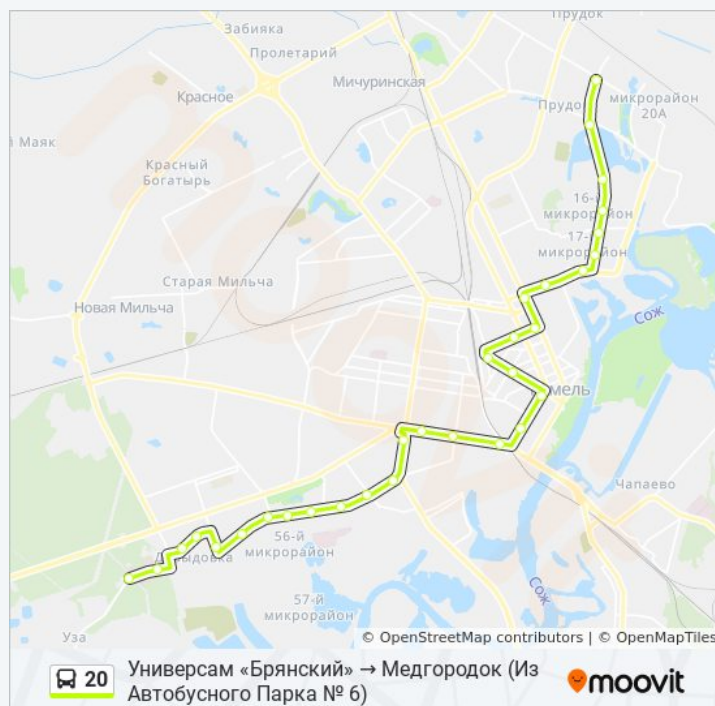 Забияка
Прудок
Пролетарий
Мичуринская
Красное
Прудок
микрорайон
20А
й Маяк
Красный
Богатырь
16-й
микрорайон
17-й
микрорайон
Старая Мильча
Новая Мильча
Сож
мель
Чапаево
56-й
микрорайон
Сож
57-й
микрорайон
Уза
© OpenStreetMap contributors | © OpenMapTiles
20
Универсам «Брянский» → Медгородок (Из
Автобусного Парка № 6)
moovit